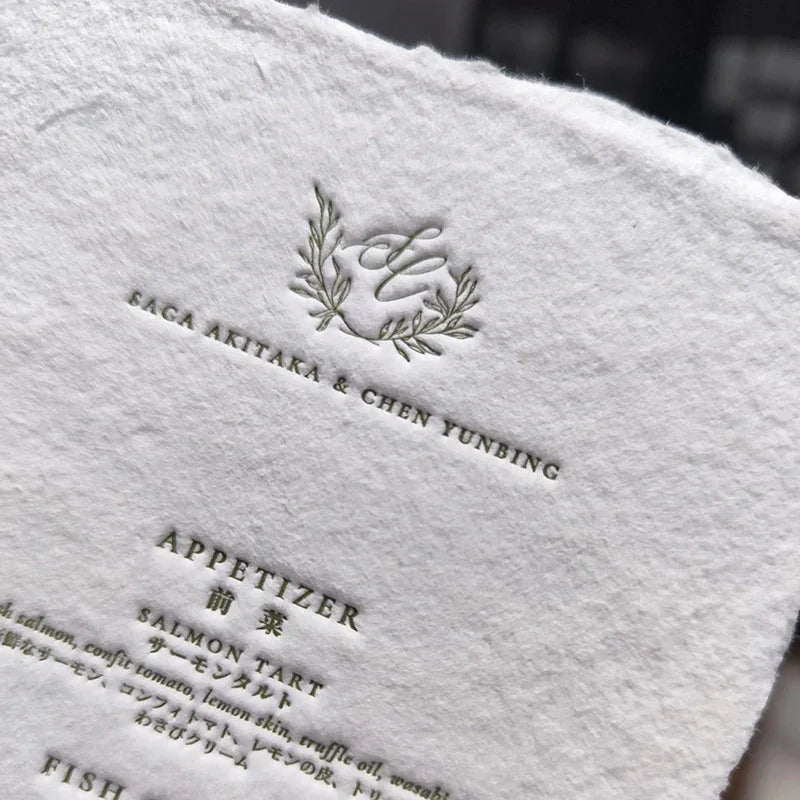 SAGA AKITAKA & CHEN YUNBING
APPETIZER
前菜
SALMON TART
サーモンタルト
salmon, confit tomato, lemon skin, truffle oil,
なサーモン、コンフィトマト、レモンの皮、
わさびクリーム
FISH